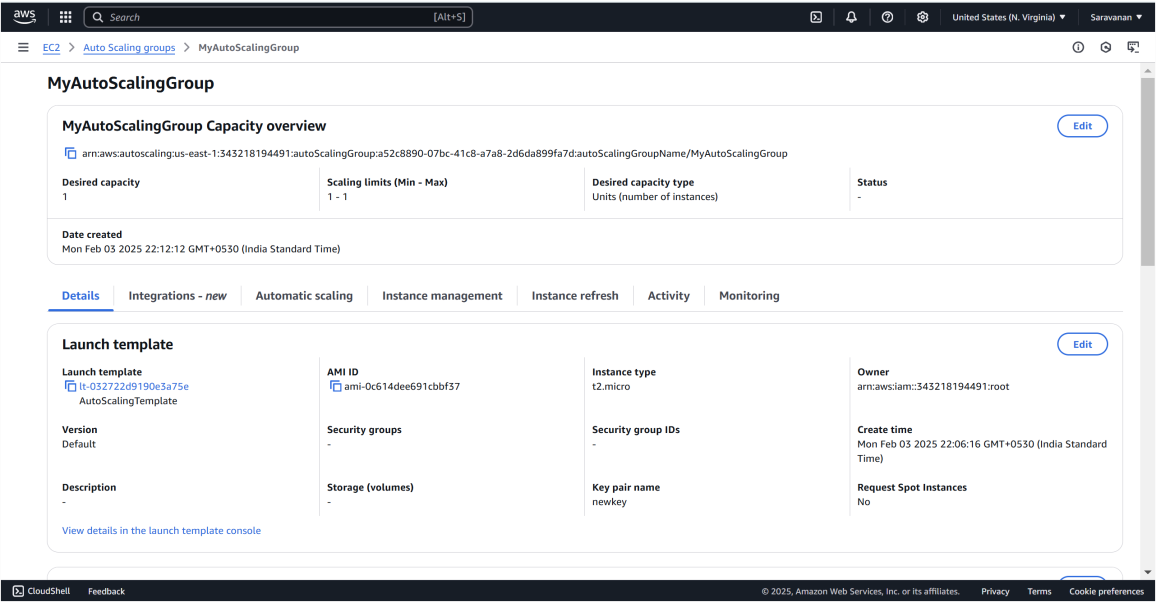 aws Search [Alt+S] United States (N. Virginia) ▼ Saravanan ▼
EC2 > Auto Scaling groups > MyAutoScalingGroup
MyAutoScalingGroup
MyAutoScalingGroup Capacity overview Edit
arn:aws:autoscaling:us-east-1:343218194491:autoScalingGroup:a52c8890-07bc-41c8-a7a8-2d6da899fa7d:autoScalingGroupName/MyAutoScalingGroup
Desired capacity Scaling limits (Min - Max) Desired capacity type Status
1 1 - 1 Units (number of instances) -
Date created
Mon Feb 03 2025 22:12:12 GMT+0530 (India Standard Time)
Details Integrations - new Automatic scaling Instance management Instance refresh Activity Monitoring
Launch template Edit
Launch template AMI ID Instance type Owner
lt-032722d9190e3a75e ami-0c614dee691cbbf37 t2.micro arn:aws:iam::343218194491:root
AutoScalingTemplate
Version Security groups Security group IDs Create time
Default - - Mon Feb 03 2025 22:06:16 GMT+0530 (India Standard
Time)
Description Storage (volumes) Key pair name Request Spot Instances
- - newkey No
View details in the launch template console
CloudShell Feedback © 2025, Amazon Web Services, Inc. or its affiliates. Privacy Terms Cookie preferences